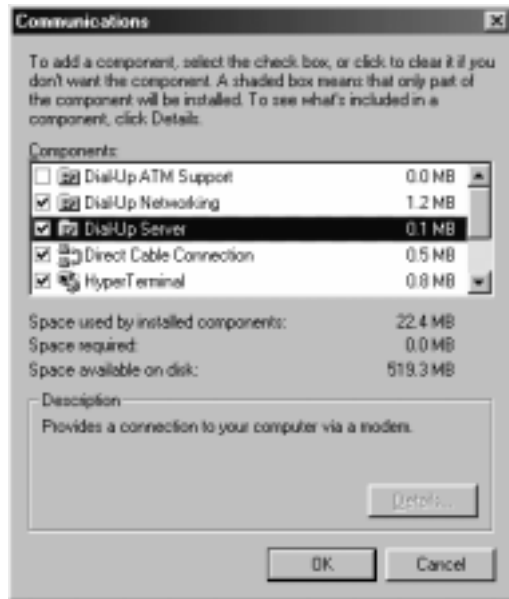 Communications
To add a component, select the check box, or click to clear it if you
don't want the component. A shaded box means that only part of
the component will be installed. To see what's included in a
component, click Details.
Components:
Dial-Up ATM Support 0.0 MB
Dial-Up Networking 1.2 MB
Dial-Up Server 0.1 MB
Direct Cable Connection 0.5 MB
HyperTerminal 0.8 MB
Space used by installed components: 22.4 MB
Space required: 0.0 MB
Space available on disk: 519.3 MB
Description
Provides a connection to your computer via a modem.
Details...
OK Cancel